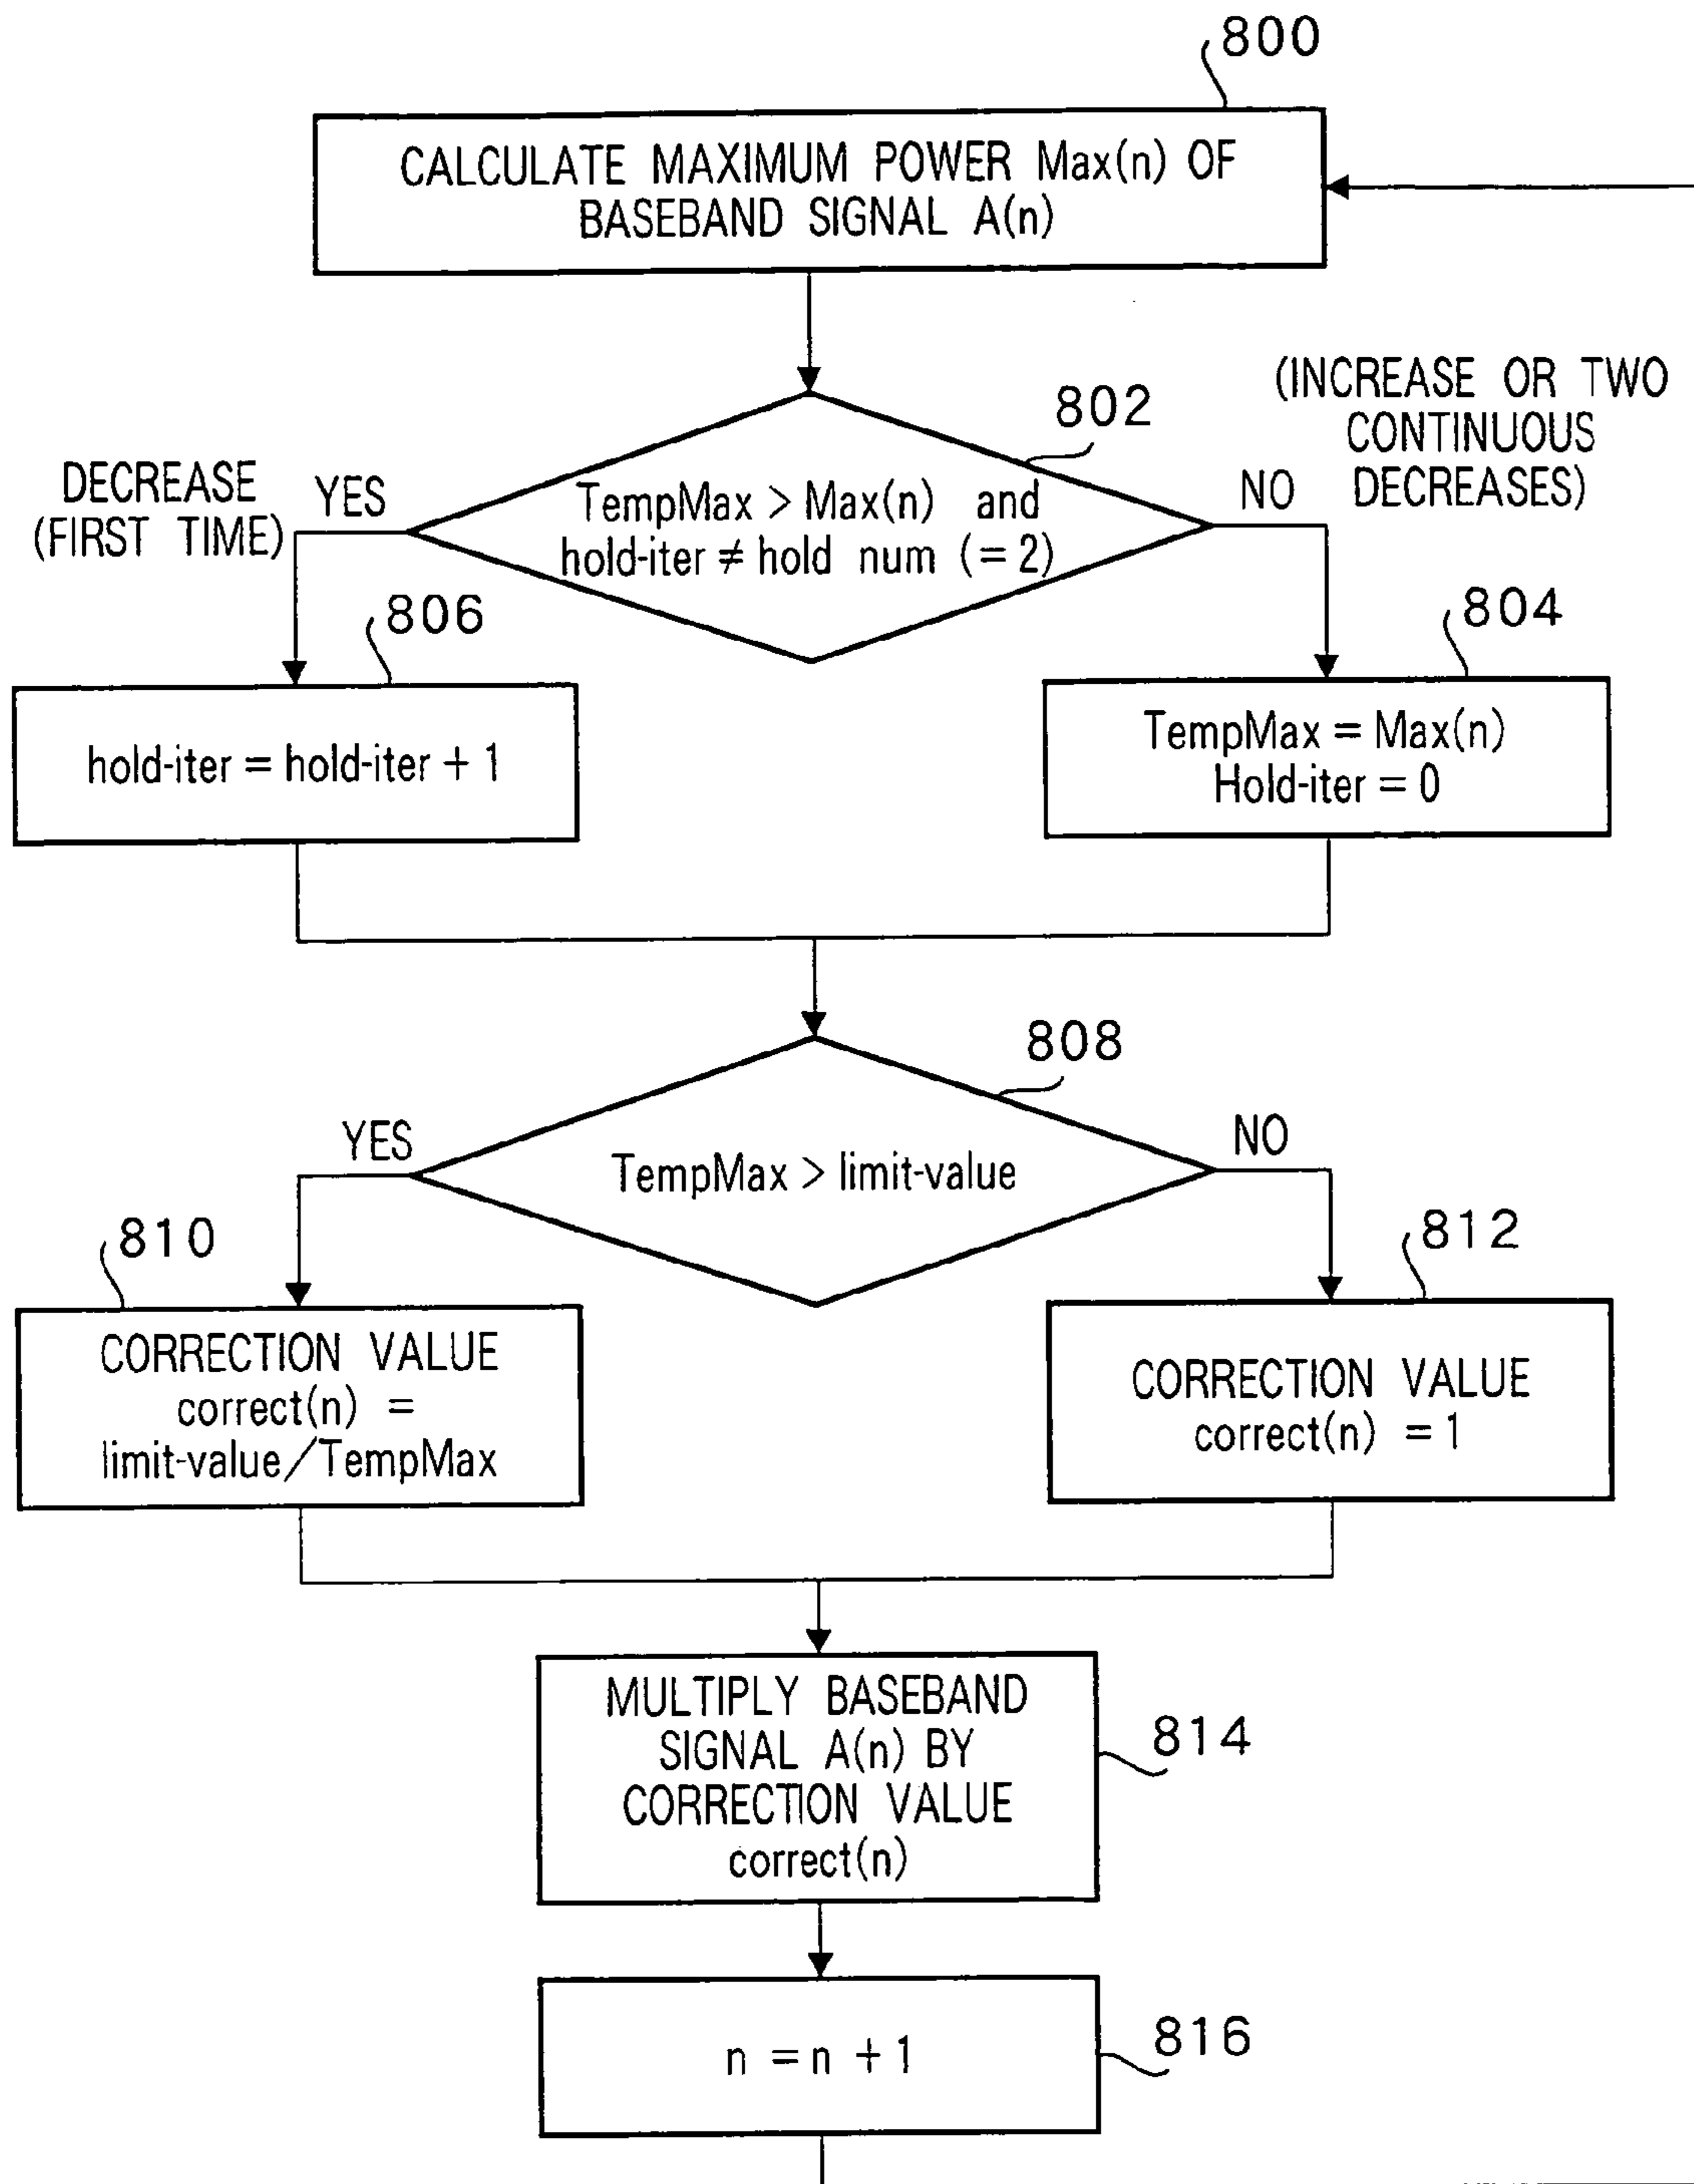 800
CALCULATE MAXIMUM POWER Max(n) OF
BASEBAND SIGNAL A(n)
802
(INCREASE OR TWO
CONTINUOUS
DECREASES)
DECREASE
(FIRST TIME)
YES
TempMax > Max(n) and
hold-iter ≠ hold num (=2)
NO
806
hold-iter = hold-iter + 1
804
TempMax = Max(n)
Hold-iter = 0
808
YES
TempMax > limit-value
NO
810
CORRECTION VALUE
correct(n) =
limit-value/TempMax
812
CORRECTION VALUE
correct(n) = 1
MULTIPLY BASEBAND
SIGNAL A(n) BY
CORRECTION VALUE
correct(n)
814
n = n + 1
816